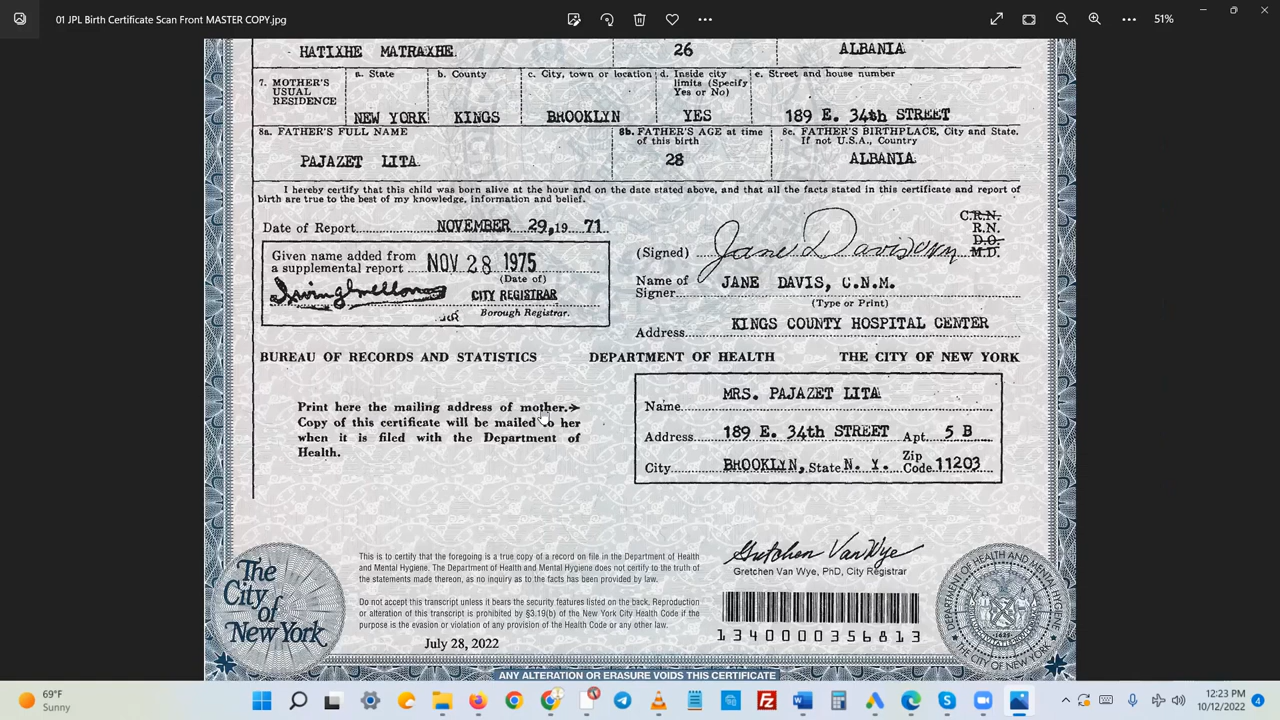 01 JPL Birth Certificate Scan Front MASTER COPY.jpg
51%
HATIXHE MATRAXHE 26 ALBANIA
7. MOTHER'S USUAL RESIDENCE
a. State b. County c. City, town or location d. Inside city limits (Specify Yes or No) e. Street and house number
NEW YORK KINGS BROOKLYN YES 189 E. 34th STREET
8a. FATHER'S FULL NAME 8b. FATHER'S AGE at time of this birth 8c. FATHER'S BIRTHPLACE, City and State. If not U.S.A., Country
PAJAZET LITA 28 ALBANIA
I hereby certify that this child was born alive at the hour and on the date stated above, and that all the facts stated in this certificate and report of
birth are true to the best of my knowledge, information and belief.
Date of Report NOVEMBER 29, 19 71
Given name added from
a supplemental report NOV 28 1975
(Date of)
CITY REGISTRAR
Borough Registrar.
(Signed) Jane Davis CNM
C.R.N.
R.N.
D.O.
M.D.
Name of
Signer JANE DAVIS, C.N.M.
(Type or Print)
Address KINGS COUNTY HOSPITAL CENTER
BUREAU OF RECORDS AND STATISTICS DEPARTMENT OF HEALTH THE CITY OF NEW YORK
Print here the mailing address of mother.➔
Copy of this certificate will be mailed to her
when it is filed with the Department of
Health.
Name MRS. PAJAZET LITA
Address 189 E. 34th STREET Apt. 5 B
City BROOKLYN, State N. Y. Zip Code 11203
The
City
of
New York
This is to certify that the foregoing is a true copy of a record on file in the Department of Health
and Mental Hygiene. The Department of Health and Mental Hygiene does not certify to the truth of
the statements made thereon, as no inquiry as to the facts has been provided by law.
Do not accept this transcript unless it bears the security features listed on the back. Reproduction
or alteration of this transcript is prohibited by §3.19(b) of the New York City Health Code if the
purpose is the evasion or violation of any provision of the Health Code or any other law.
July 28, 2022
Gretchen Van Wye
Gretchen Van Wye, PhD, City Registrar
1340000356813
DEPARTMENT OF HEALTH AND MENTAL HYGIENE
THE CITY OF NEW YORK
ANY ALTERATION OR ERASURE VOIDS THIS CERTIFICATE
69°F
Sunny
12:23 PM
10/12/2022
4